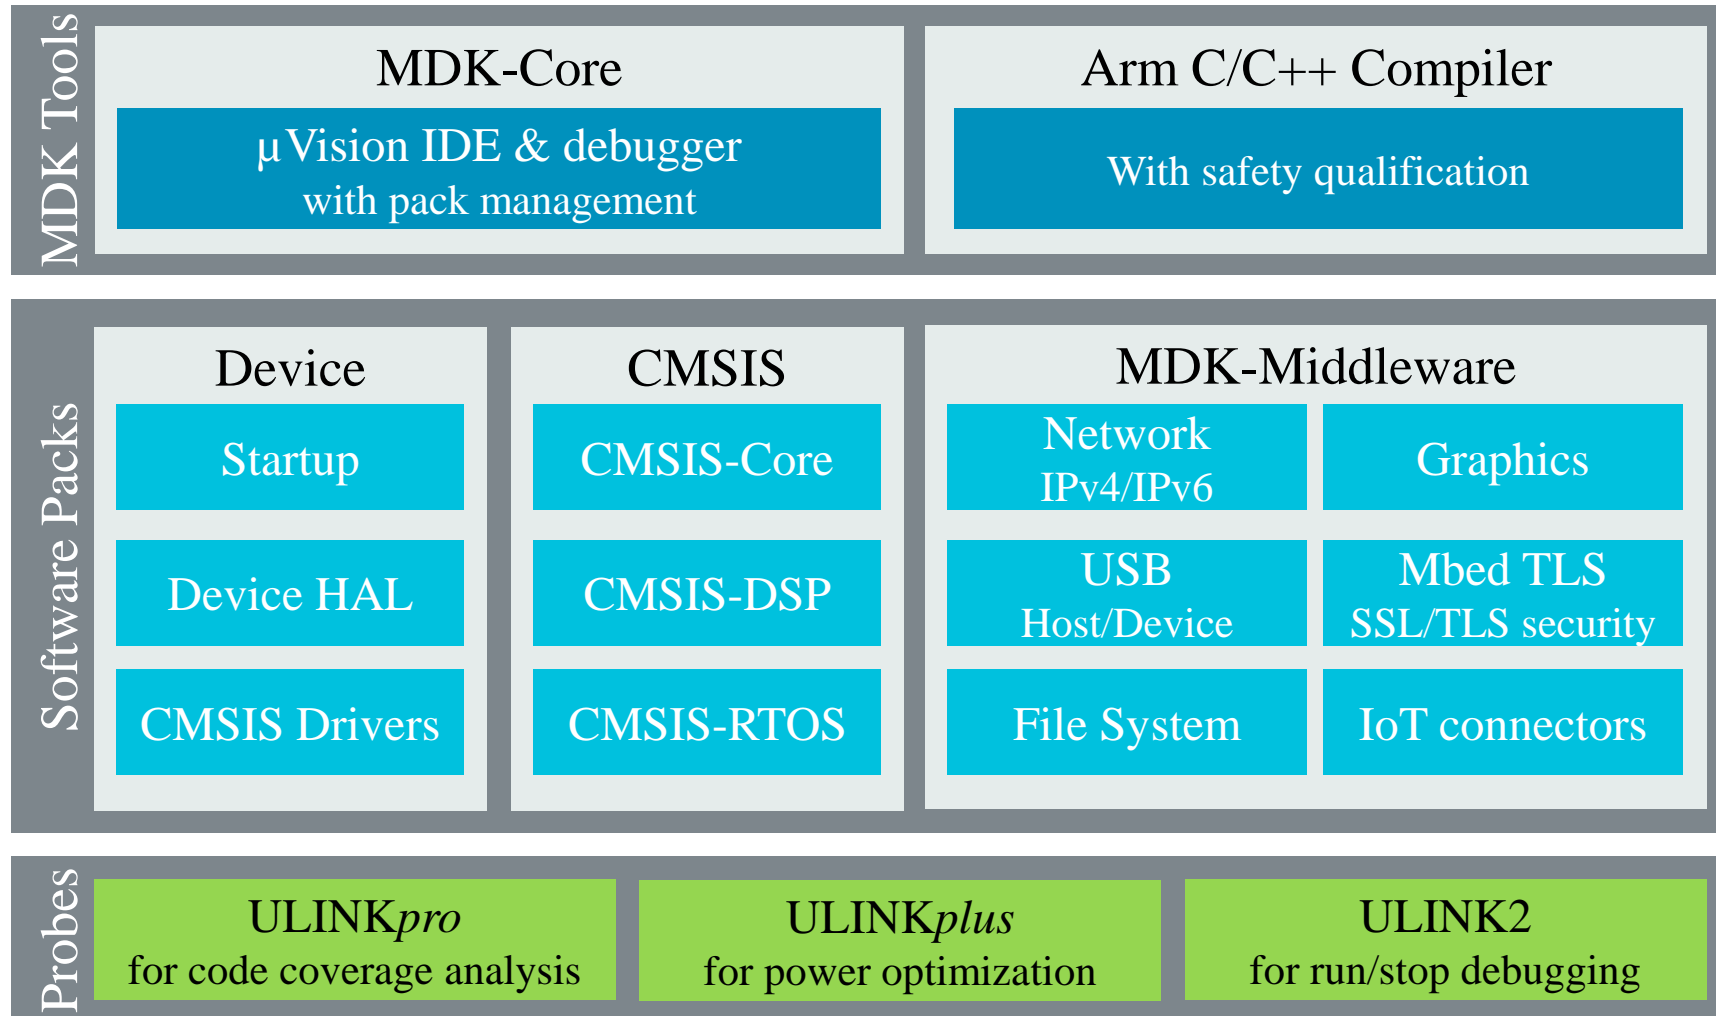 MDK Tools
MDK-Core
µVision IDE & debugger
with pack management
Arm C/C++ Compiler
With safety qualification
Software Packs
Device
Startup
Device HAL
CMSIS Drivers
CMSIS
CMSIS-Core
CMSIS-DSP
CMSIS-RTOS
MDK-Middleware
Network
IPv4/IPv6
Graphics
USB
Host/Device
Mbed TLS
SSL/TLS security
File System
IoT connectors
Probes
ULINKpro
for code coverage analysis
ULINKplus
for power optimization
ULINK2
for run/stop debugging